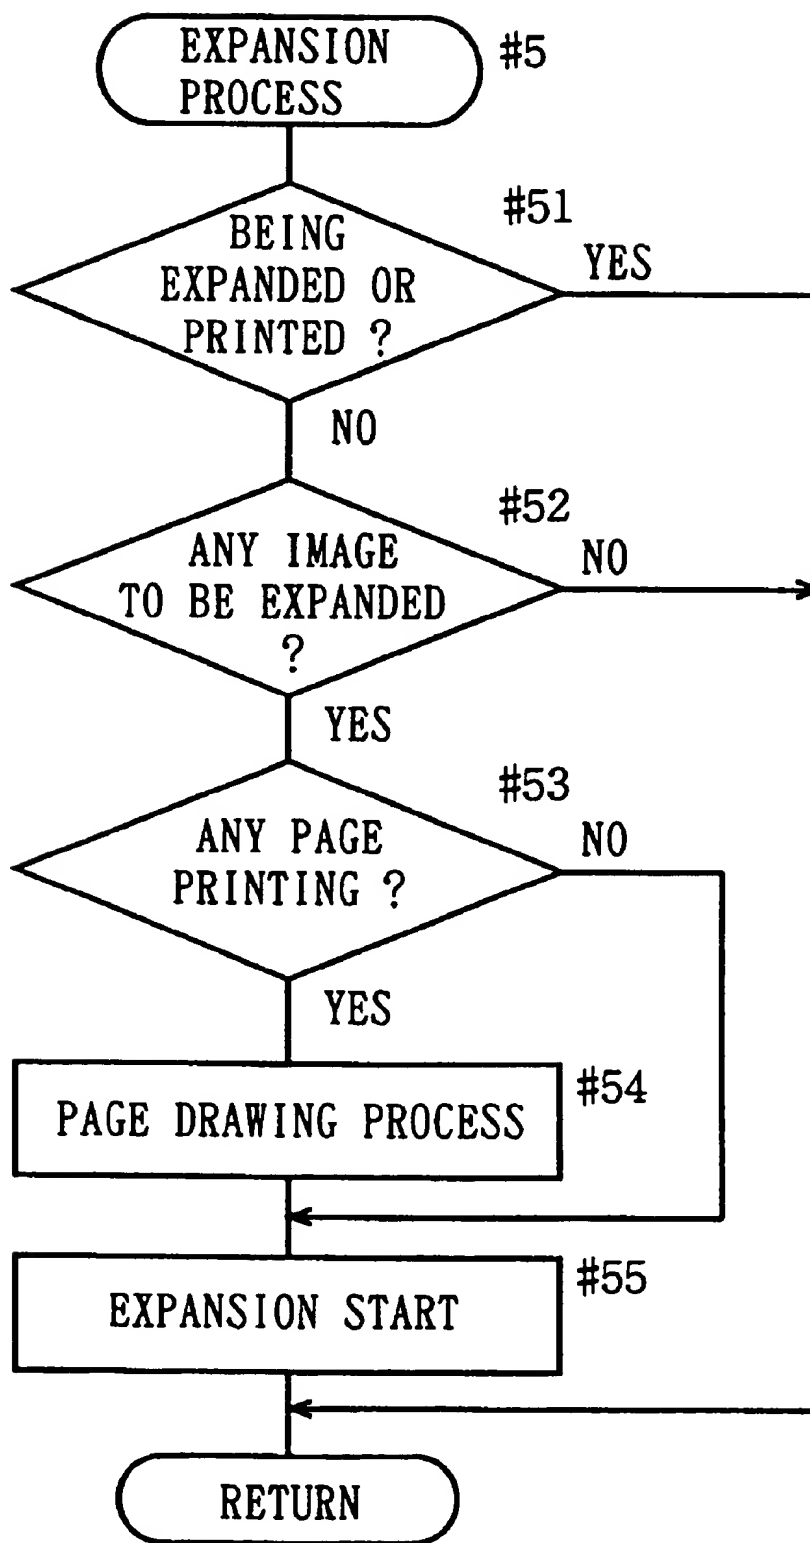 EXPANSION
PROCESS
#5
#51
BEING
EXPANDED OR
PRINTED ?
YES
NO
#52
ANY IMAGE
TO BE EXPANDED
?
NO
YES
#53
ANY PAGE
PRINTING ?
NO
YES
#54
PAGE DRAWING PROCESS
#55
EXPANSION START
RETURN